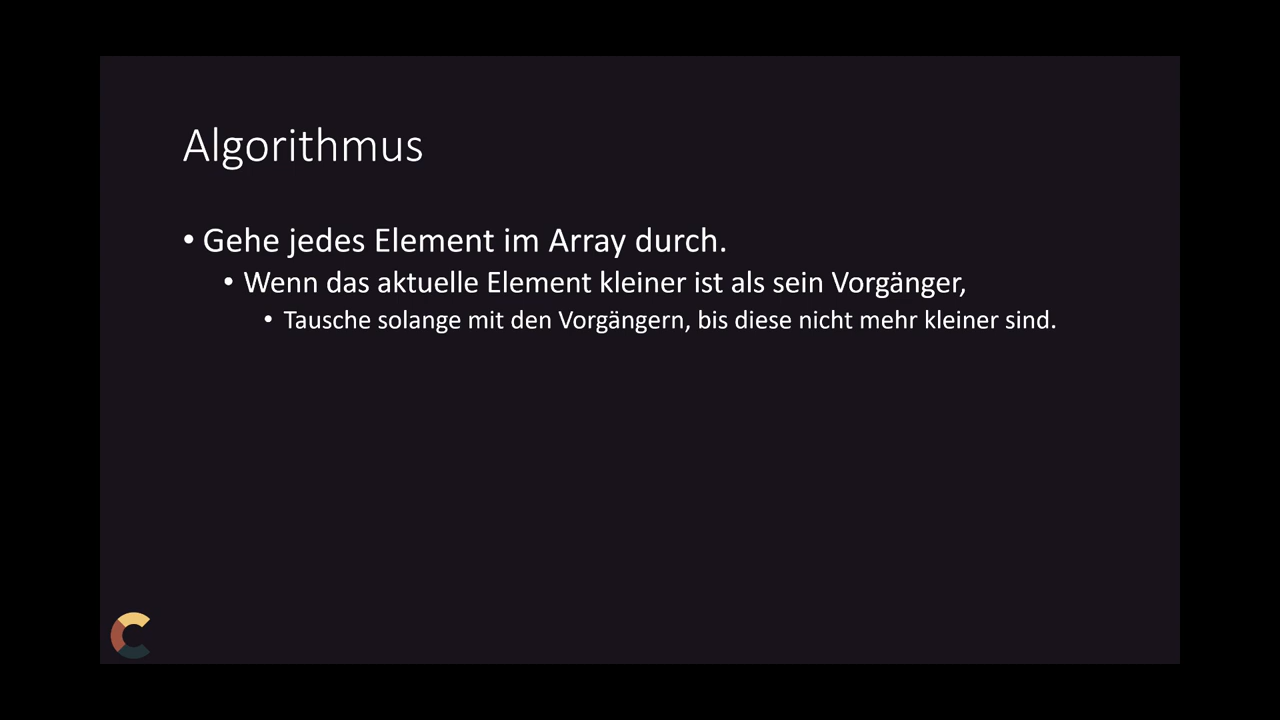 Algorithmus
• Gehe jedes Element im Array durch.
• Wenn das aktuelle Element kleiner ist als sein Vorgänger,
• Tausche solange mit den Vorgängern, bis diese nicht mehr kleiner sind.